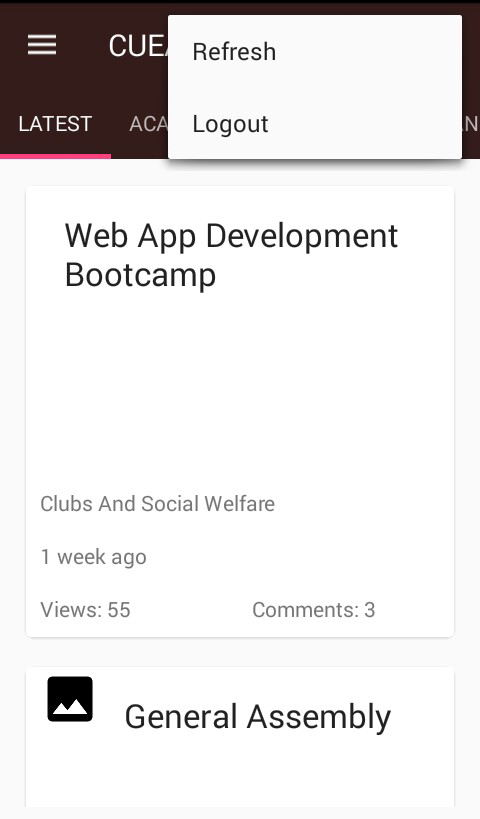 CUEA
Refresh
Logout
LATEST
Web App Development
Bootcamp
Clubs And Social Welfare
1 week ago
Views: 55
Comments: 3
General Assembly